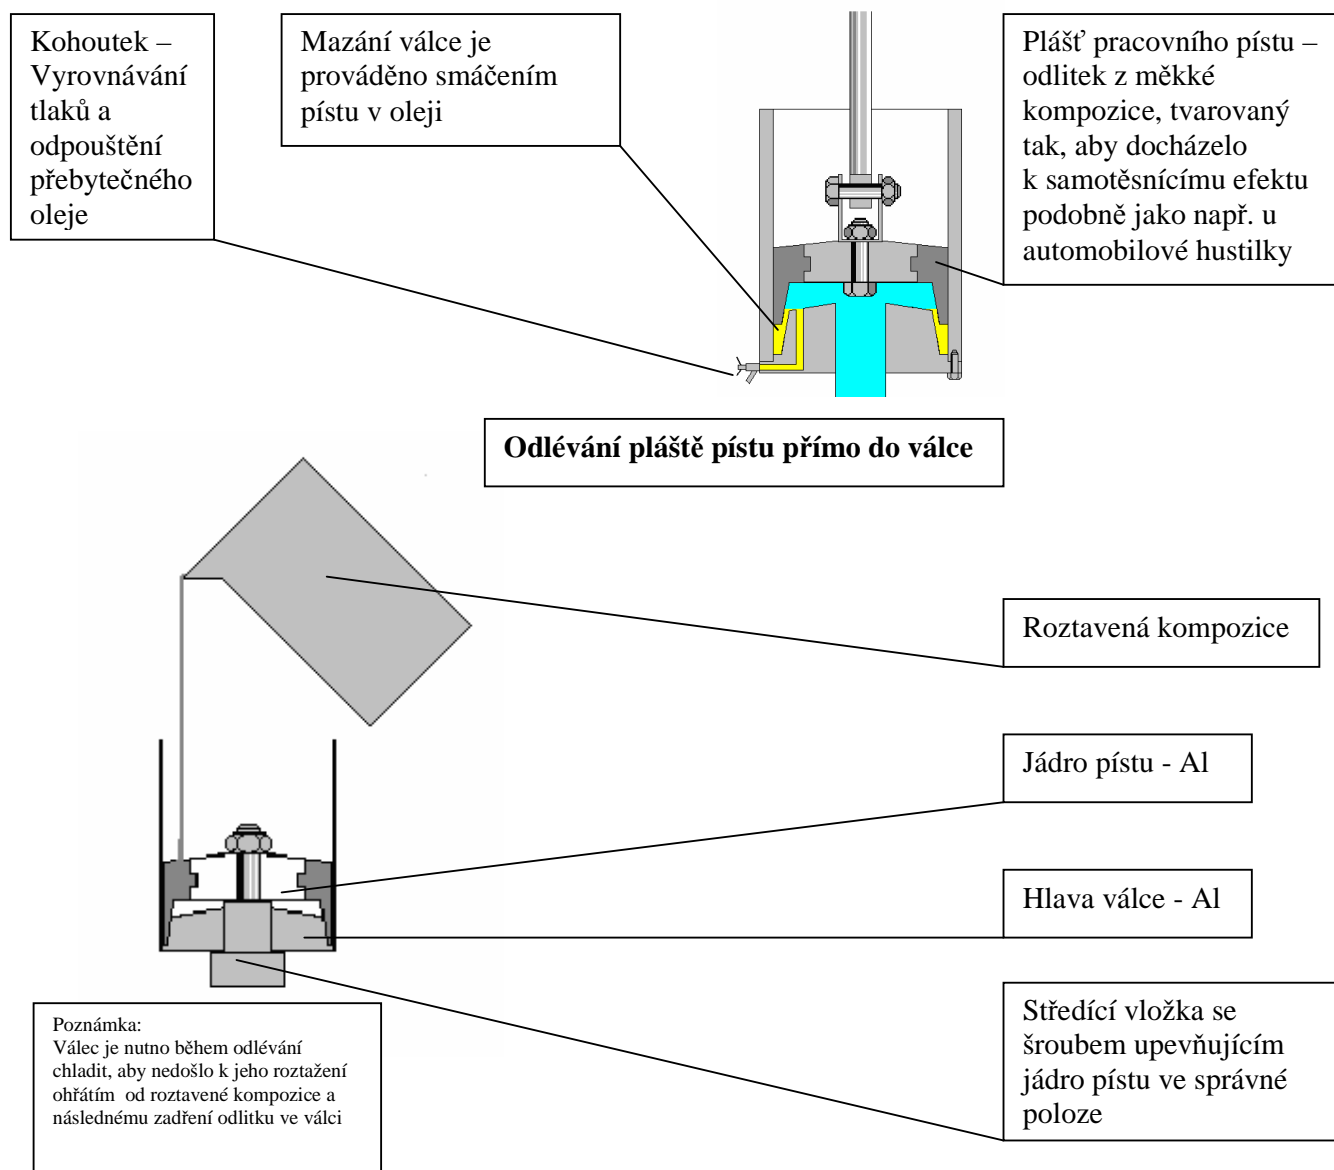 Kohoutek –
Vyrovnávání
tlaků a
odpouštění
přebytečného
oleje
Mazání válce je
prováděno smáčením
pístu v oleji
Plášť pracovního pístu –
odlitek z měkké
kompozice, tvarovaný
tak, aby docházelo
k samotěsnícímu efektu
podobně jako např. u
automobilové hustilky
Odlévání pláště pístu přímo do válce
Roztavená kompozice
Jádro pístu - Al
Hlava válce - Al
Středící vložka se
šroubem upevňujícím
jádro pístu ve správné
poloze
Poznámka:
Válec je nutno během odlévání
chladit, aby nedošlo k jeho roztažení
ohřátím  od roztavené kompozice a
následnému zadření odlitku ve válci